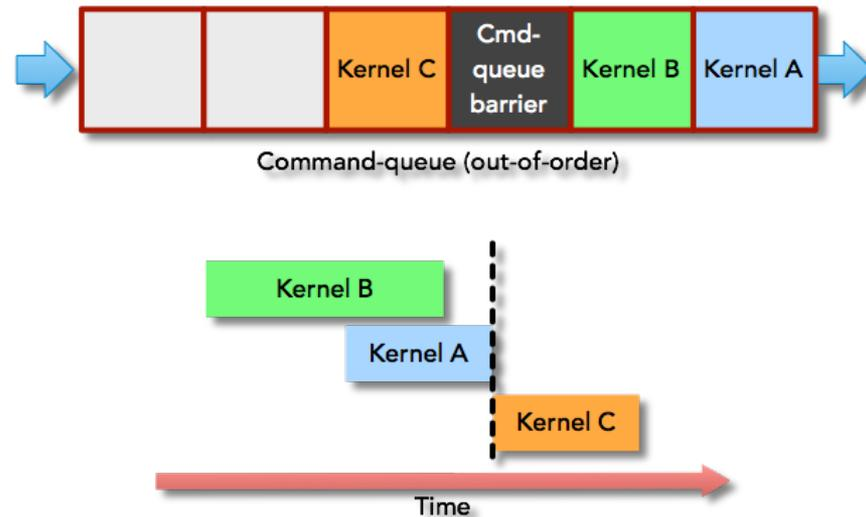 Kernel C
Cmd-
queue
barrier
Kernel B
Kernel A
Command-queue (out-of-order)
Kernel B
Kernel A
Kernel C
Time